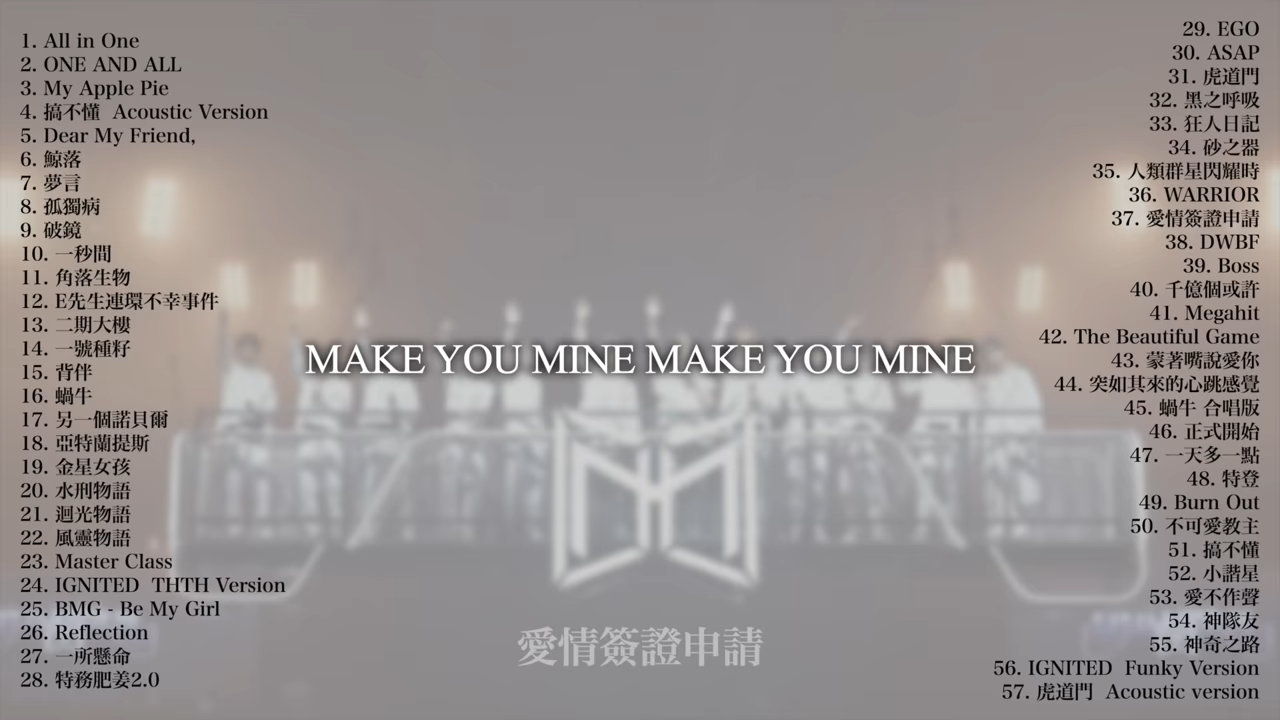 1. All in One
2. ONE AND ALL
3. My Apple Pie
4. 搞不懂  Acoustic Version
5. Dear My Friend,
6. 鯨落
7. 夢言
8. 孤獨病
9. 破鏡
10. 一秒間
11. 角落生物
12. E先生連環不幸事件
13. 二期大樓
14. 一號種籽
15. 背伴
16. 蝸牛
17. 另一個諾貝爾
18. 亞特蘭提斯
19. 金星女孩
20. 水刑物語
21. 迴光物語
22. 風靈物語
23. Master Class
24. IGNITED  THTH Version
25. BMG - Be My Girl
26. Reflection
27. 一所懸命
28. 特務肥姜2.0
MAKE YOU MINE MAKE YOU MINE
愛情簽證申請
29. EGO
30. ASAP
31. 虎道門
32. 黑之呼吸
33. 狂人日記
34. 砂之器
35. 人類群星閃耀時
36. WARRIOR
37. 愛情簽證申請
38. DWBF
39. Boss
40. 千億個或許
41. Megahit
42. The Beautiful Game
43. 蒙著嘴說愛你
44. 突如其來的心跳感覺
45. 蝸牛 合唱版
46. 正式開始
47. 一天多一點
48. 特登
49. Burn Out
50. 不可愛教主
51. 搞不懂
52. 小諧星
53. 愛不作聲
54. 神隊友
55. 神奇之路
56. IGNITED  Funky Version
57. 虎道門  Acoustic version